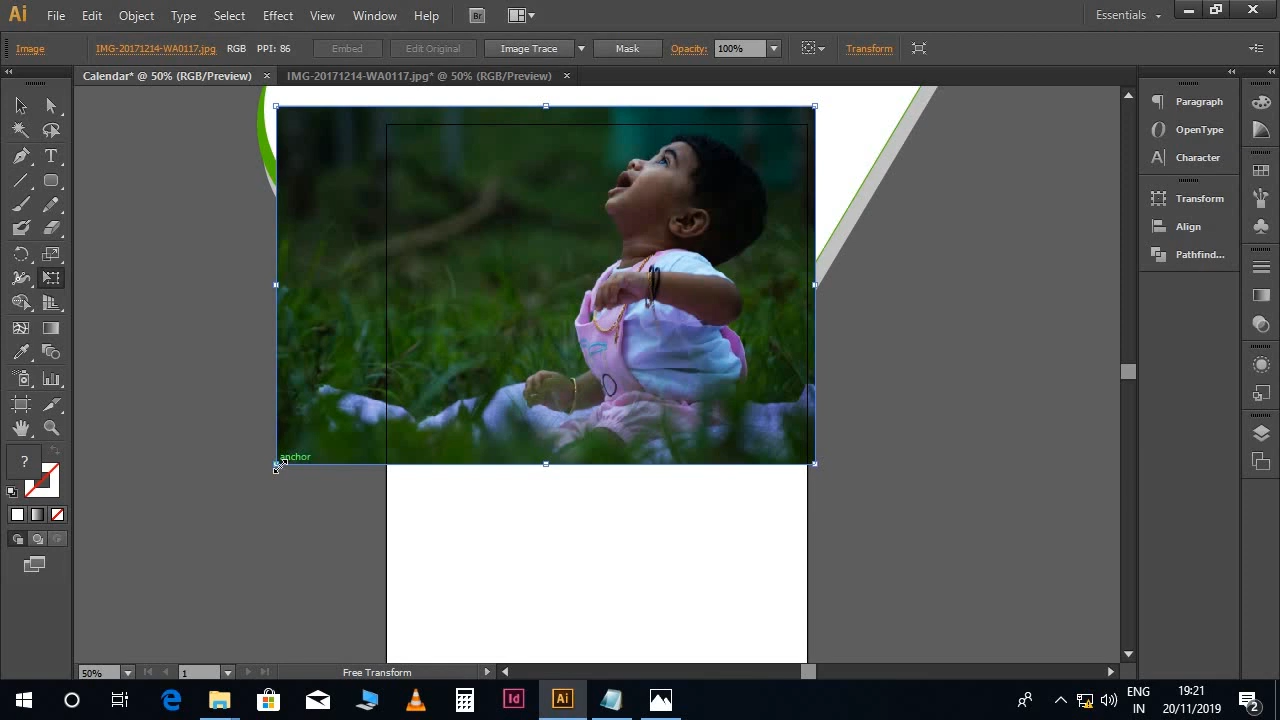 Ai File Edit Object Type Select Effect View Window Help Br Essentials
Image IMG-20171214-WA0117.jpg RGB PPI: 86 Embed Edit Original Image Trace Mask Opacity: 100% Transform
Calendar* @ 50% (RGB/Preview) × IMG-20171214-WA0117.jpg* @ 50% (RGB/Preview) ×
Paragraph
OpenType
Character
Transform
Align
Pathfind...
anchor
?
50% 1 Free Transform
Id Ai ENG 19:21
IN 20/11/2019 2